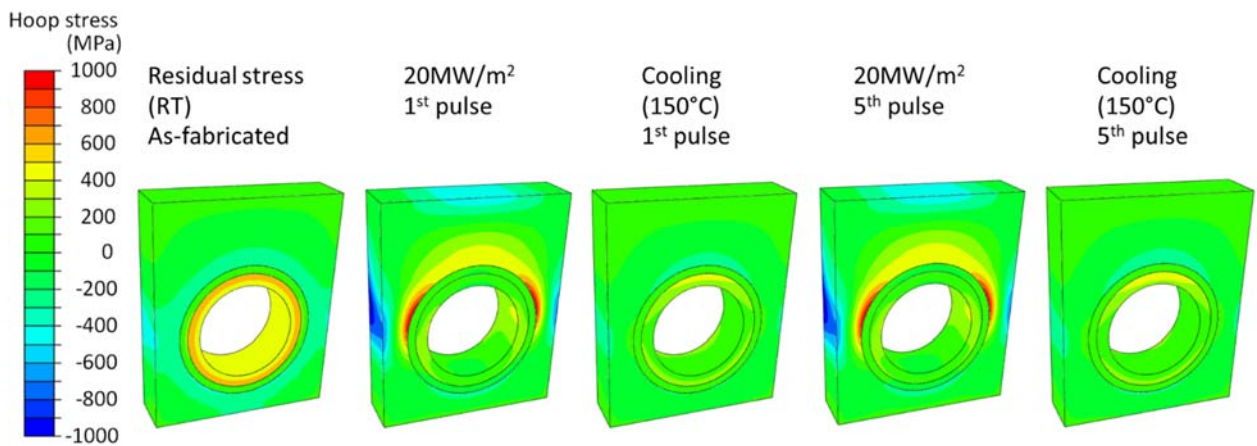 Hoop stress
(MPa)
1000
800
600
400
200
0
-200
-400
-600
-800
-1000
Residual stress
(RT)
As-fabricated
20MW/m²
1st pulse
Cooling
(150°C)
1st pulse
20MW/m²
5th pulse
Cooling
(150°C)
5th pulse